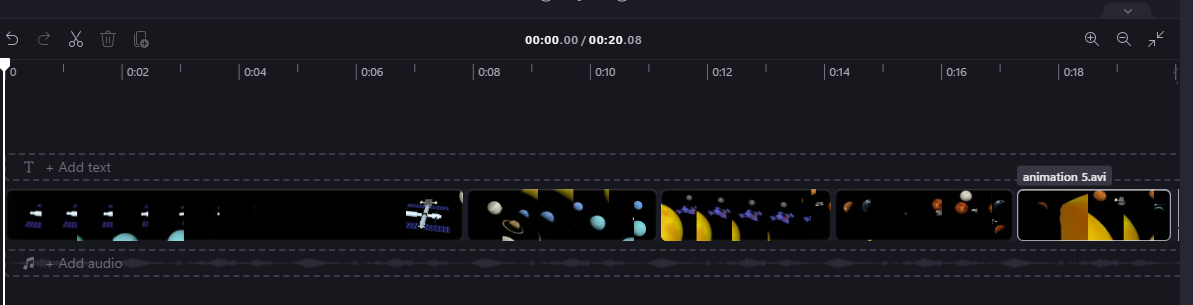 00:00.00 / 00:20.08
0 0:02 0:04 0:06 0:08 0:10 0:12 0:14 0:16 0:18
T + Add text
animation 5.avi
+ Add audio